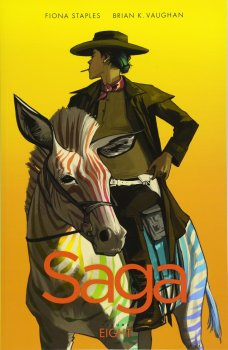 FIONA STAPLES BRIAN K. VAUGHAN
Saga
EIGHT